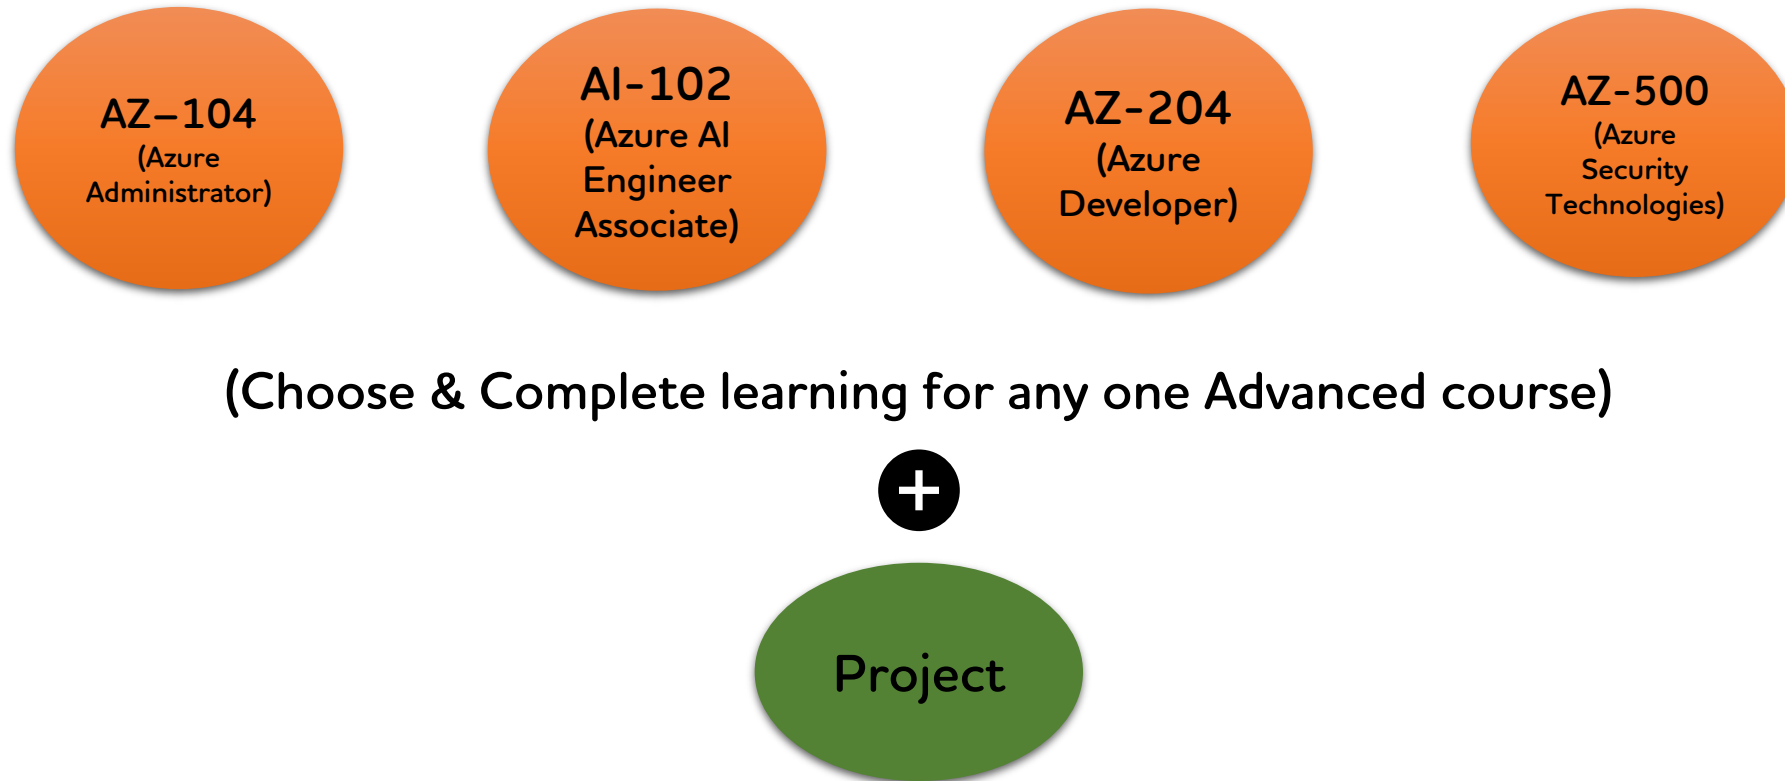 AZ–104
(Azure
Administrator)
AI-102
(Azure AI
Engineer
Associate)
AZ-204
(Azure
Developer)
AZ-500
(Azure
Security
Technologies)
(Choose & Complete learning for any one Advanced course)
+
Project